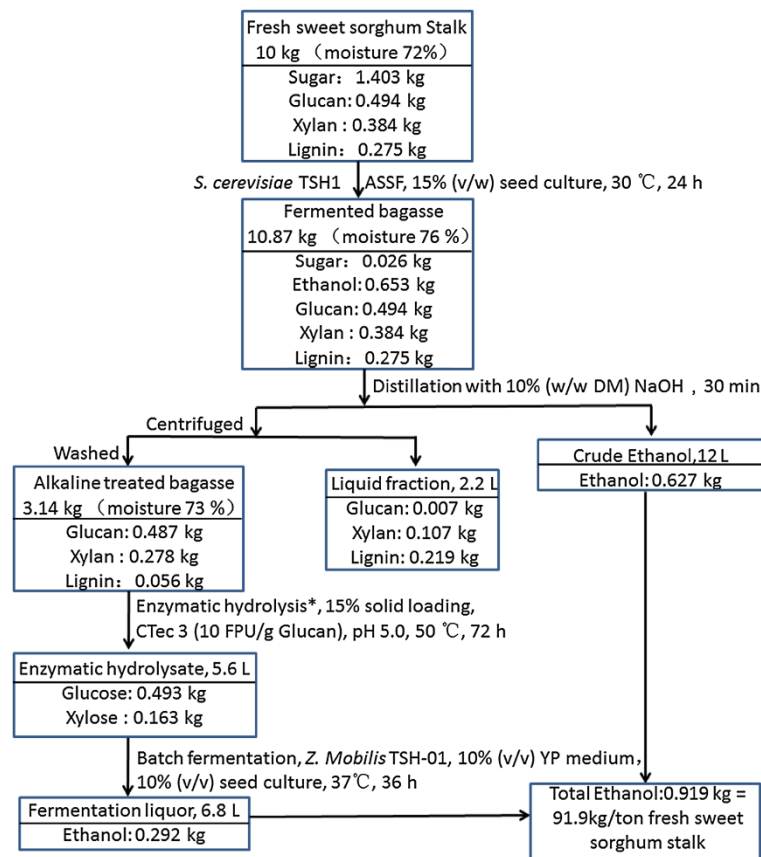 Fresh sweet sorghum Stalk
10 kg （moisture 72%）
Sugar：1.403 kg
Glucan: 0.494 kg
Xylan : 0.384 kg
Lignin：0.275 kg
S. cerevisiae TSH1 ASSF, 15% (v/w) seed culture, 30 ℃, 24 h
Fermented bagasse
10.87 kg （moisture 76 %）
Sugar：0.026 kg
Ethanol: 0.653 kg
Glucan: 0.494 kg
Xylan : 0.384 kg
Lignin：0.275 kg
Distillation with 10% (w/w DM) NaOH , 30 min
Centrifuged
Washed
Alkaline treated bagasse
3.14 kg （moisture 73 %）
Glucan: 0.487 kg
Xylan : 0.278 kg
Lignin：0.056 kg
Liquid fraction, 2.2 L
Glucan: 0.007 kg
Xylan: 0.107 kg
Lignin: 0.219 kg
Crude Ethanol,12 L
Ethanol: 0.627 kg
Enzymatic hydrolysis*, 15% solid loading,
CTec 3 (10 FPU/g Glucan), pH 5.0, 50 ℃, 72 h
Enzymatic hydrolysate, 5.6 L
Glucose: 0.493 kg
Xylose : 0.163 kg
Batch fermentation, Z. Mobilis TSH-01, 10% (v/v) YP medium,
10% (v/v) seed culture, 37℃, 36 h
Fermentation liquor, 6.8 L
Ethanol: 0.292 kg
Total Ethanol:0.919 kg =
91.9kg/ton fresh sweet
sorghum stalk